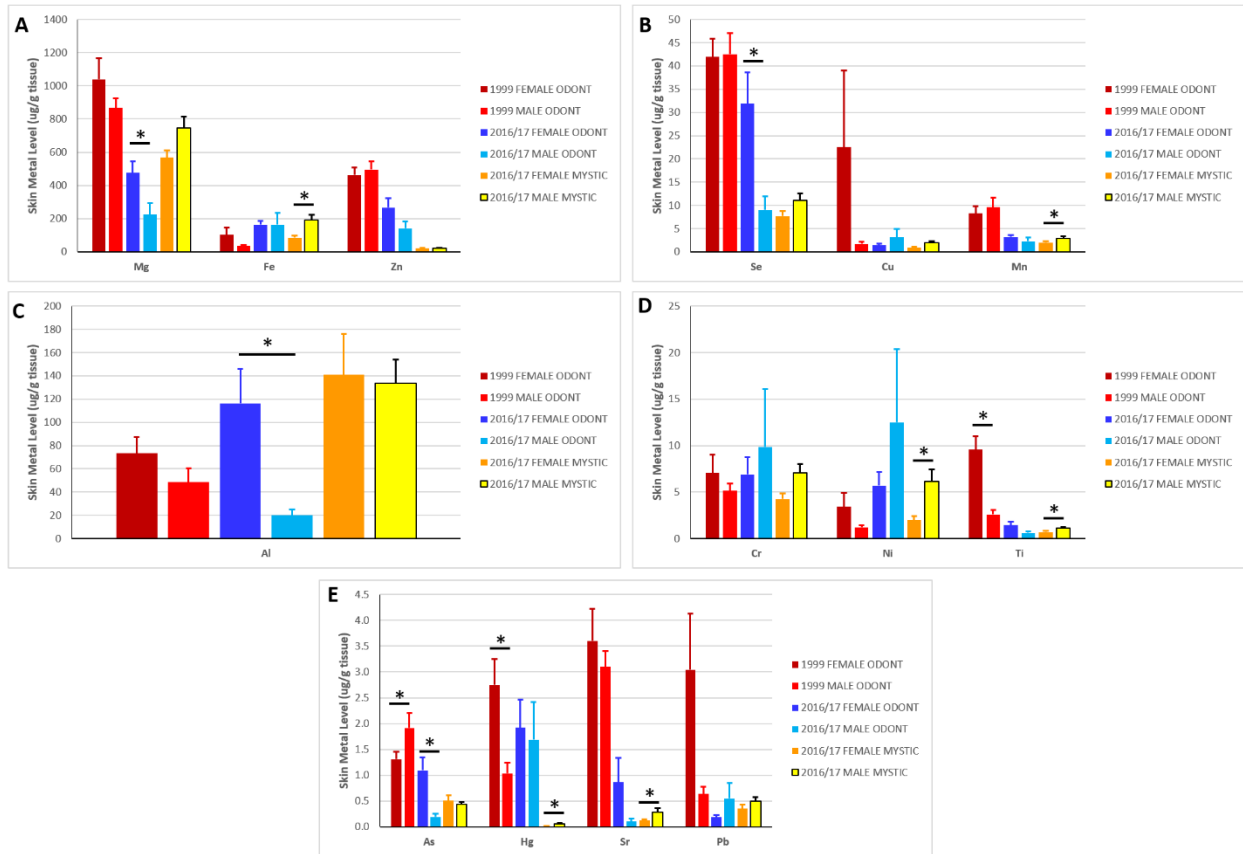 A
Skin Metal Level (ug/g tissue)
1400
1200
1000
800
600
400
200
0
*
*
Mg
Fe
Zn
1999 FEMALE ODONT
1999 MALE ODONT
2016/17 FEMALE ODONT
2016/17 MALE ODONT
2016/17 FEMALE MYSTIC
2016/17 MALE MYSTIC
B
Skin Metal Level (ug/g tissue)
50
45
40
35
30
25
20
15
10
5
0
*
*
Se
Cu
Mn
1999 FEMALE ODONT
1999 MALE ODONT
2016/17 FEMALE ODONT
2016/17 MALE ODONT
2016/17 FEMALE MYSTIC
2016/17 MALE MYSTIC
C
Skin Metal Level (ug/g tissue)
200
180
160
140
120
100
80
60
40
20
0
*
Al
1999 FEMALE ODONT
1999 MALE ODONT
2016/17 FEMALE ODONT
2016/17 MALE ODONT
2016/17 FEMALE MYSTIC
2016/17 MALE MYSTIC
D
Skin Metal Level (ug/g tissue)
25
20
15
10
5
0
*
*
*
Cr
Ni
Ti
1999 FEMALE ODONT
1999 MALE ODONT
2016/17 FEMALE ODONT
2016/17 MALE ODONT
2016/17 FEMALE MYSTIC
2016/17 MALE MYSTIC
E
Skin Metal Level (ug/g tissue)
4.5
4.0
3.5
3.0
2.5
2.0
1.5
1.0
0.5
0.0
*
*
*
*
*
As
Hg
Sr
Pb
1999 FEMALE ODONT
1999 MALE ODONT
2016/17 FEMALE ODONT
2016/17 MALE ODONT
2016/17 FEMALE MYSTIC
2016/17 MALE MYSTIC